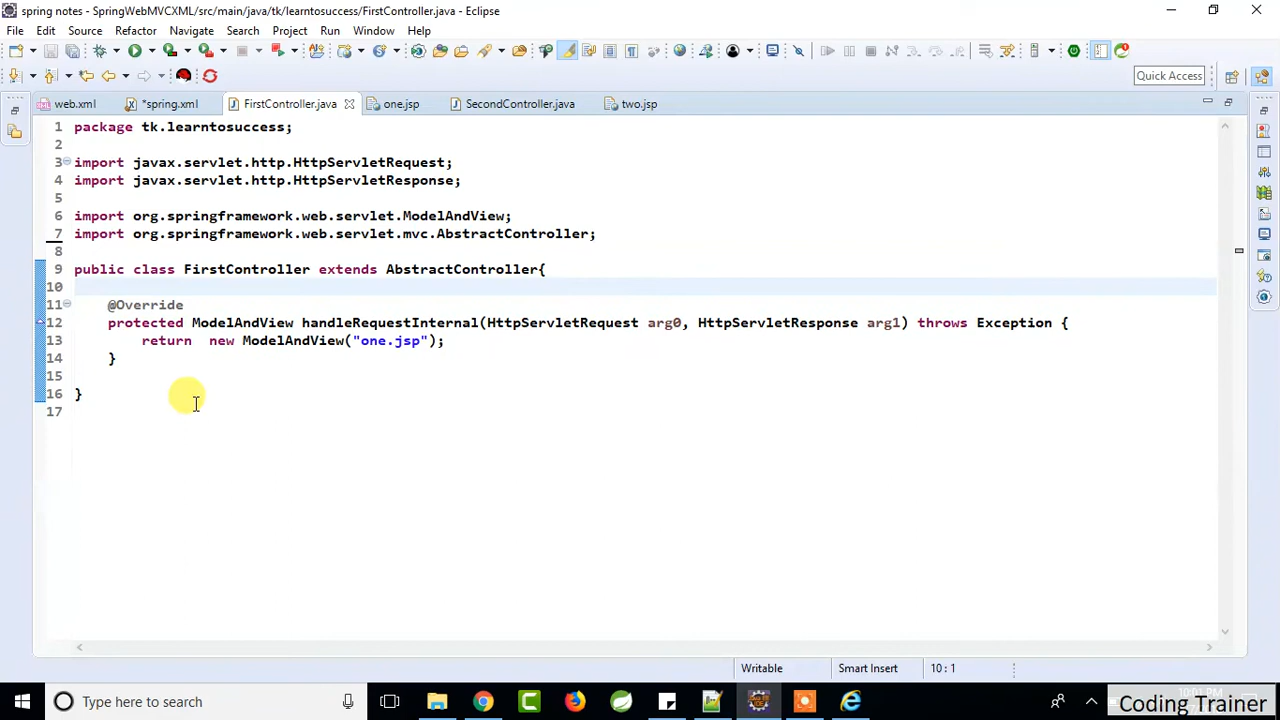 spring notes - SpringWebMVCXML/src/main/java/tk/learntosuccess/FirstController.java - Eclipse
File Edit Source Refactor Navigate Search Project Run Window Help
Quick Access
web.xml *spring.xml FirstController.java one.jsp SecondController.java two.jsp
1 package tk.learntosuccess;
2
3 import javax.servlet.http.HttpServletRequest;
4 import javax.servlet.http.HttpServletResponse;
5
6 import org.springframework.web.servlet.ModelAndView;
7 import org.springframework.web.servlet.mvc.AbstractController;
8
9 public class FirstController extends AbstractController{
10
11 @Override
12 protected ModelAndView handleRequestInternal(HttpServletRequest arg0, HttpServletResponse arg1) throws Exception {
13 return  new ModelAndView("one.jsp");
14 }
15
16 }
17
Writable Smart Insert 10 : 1
Type here to search
Coding Trainer